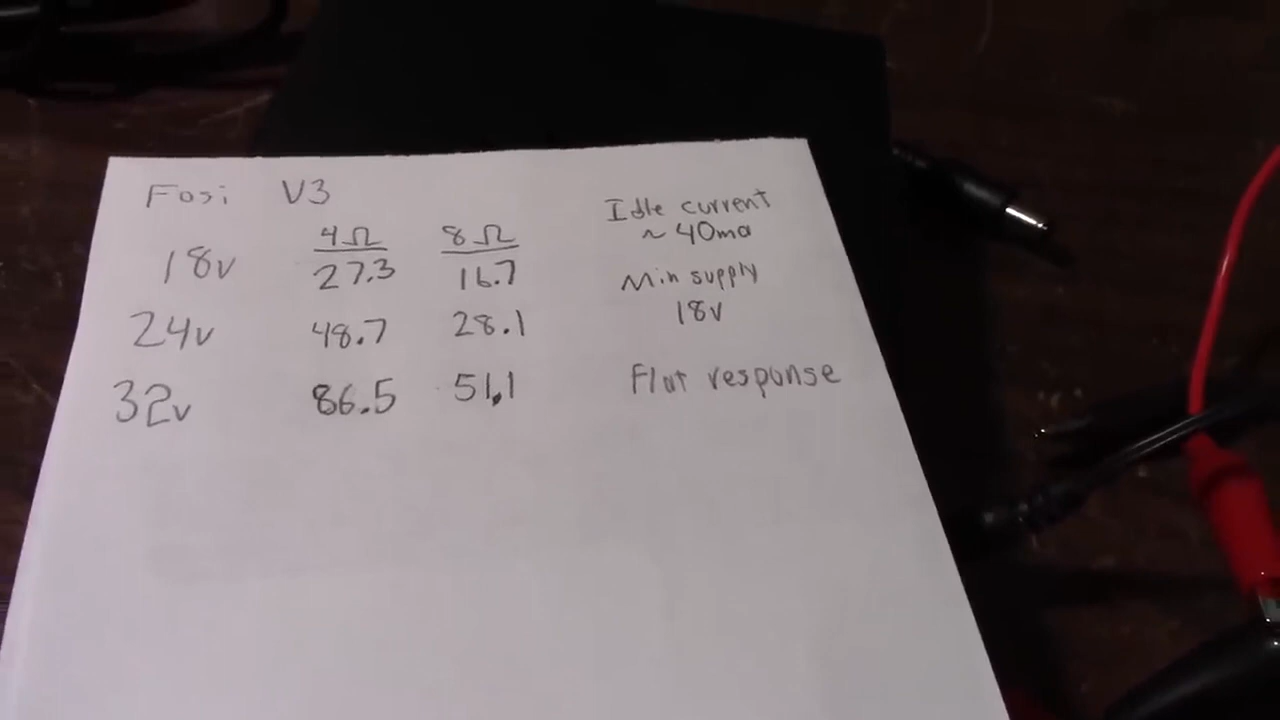 Fosi V3
4Ω 8Ω
18v 27.3 16.7
24v 48.7 28.1
32v 86.5 51.1
Idle current
~ 40ma
Min supply
18v
Flat response